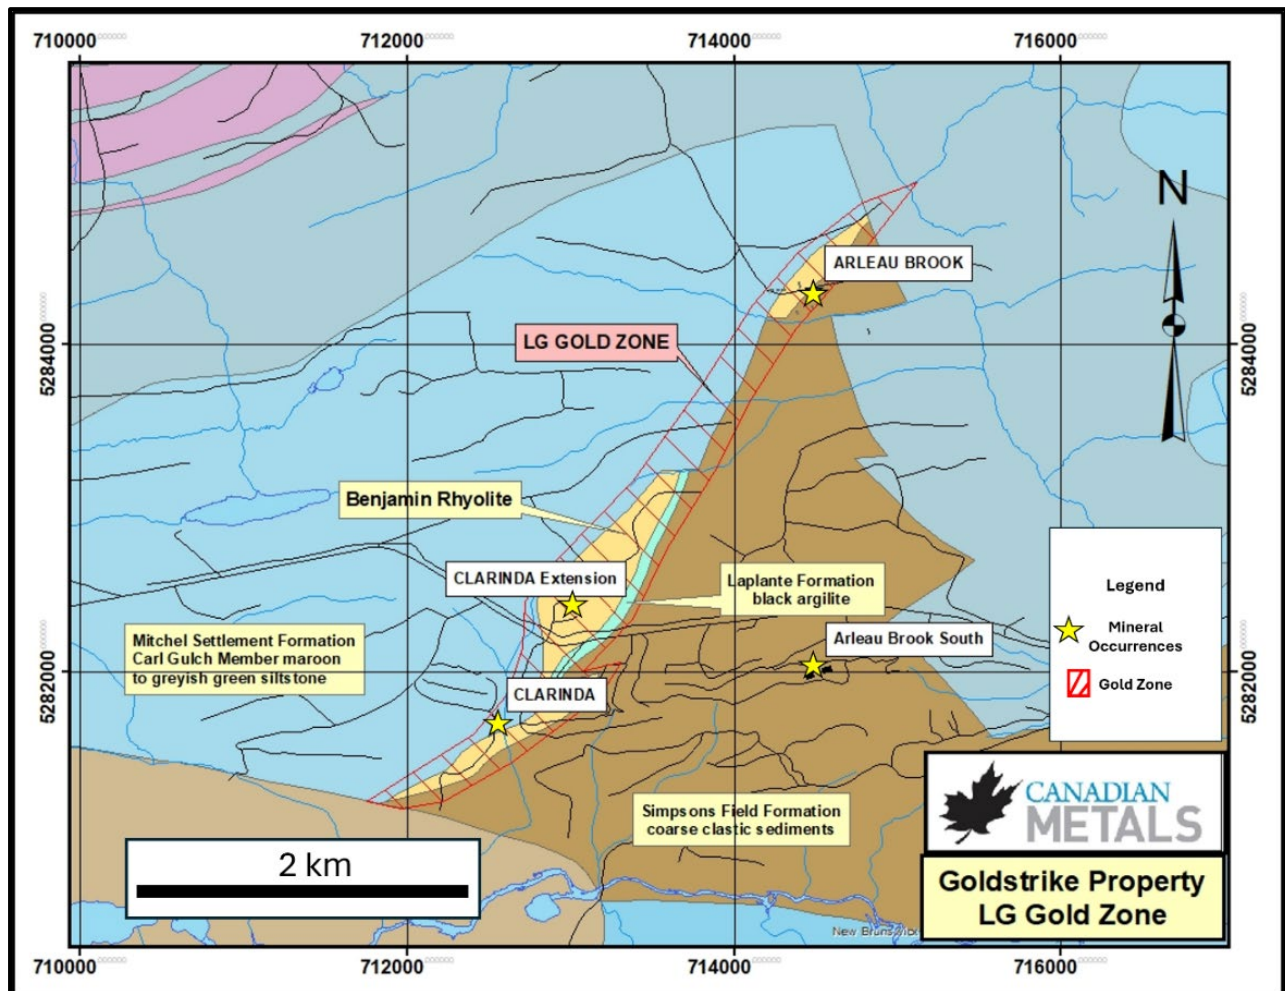 710000
712000
714000
716000
N
ARLEAU BROOK
5284000
LG GOLD ZONE
5284000
Benjamin Rhyolite
CLARINDA Extension
Laplante Formation
black argilite
Legend
Mineral
Occurrences
Gold Zone
Mitchel Settlement Formation
Carl Gulch Member maroon
to greyish green siltstone
Arleau Brook South
5282000
CLARINDA
5282000
CANADIAN
METALS
Simpsons Field Formation
coarse clastic sediments
2 km
Goldstrike Property
LG Gold Zone
New Brunswick
710000
712000
714000
716000